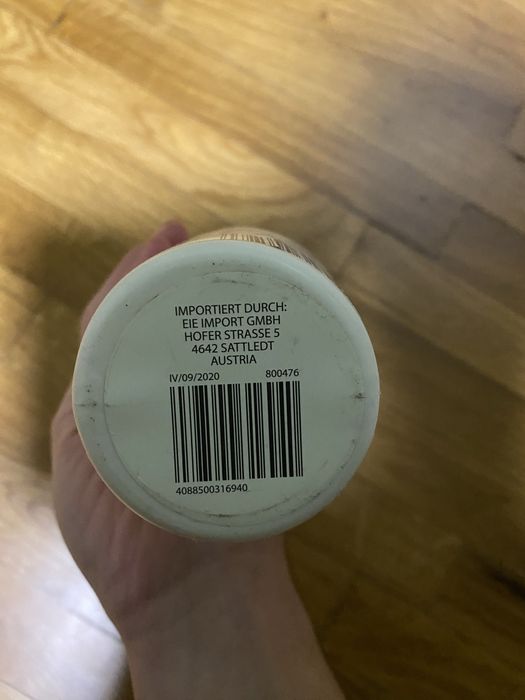 IMPORTIERT DURCH:
EIE IMPORT GMBH
HOFER STRASSE 5
4642 SATTLEDT
AUSTRIA
IV/09/2020 800476
4088500316940